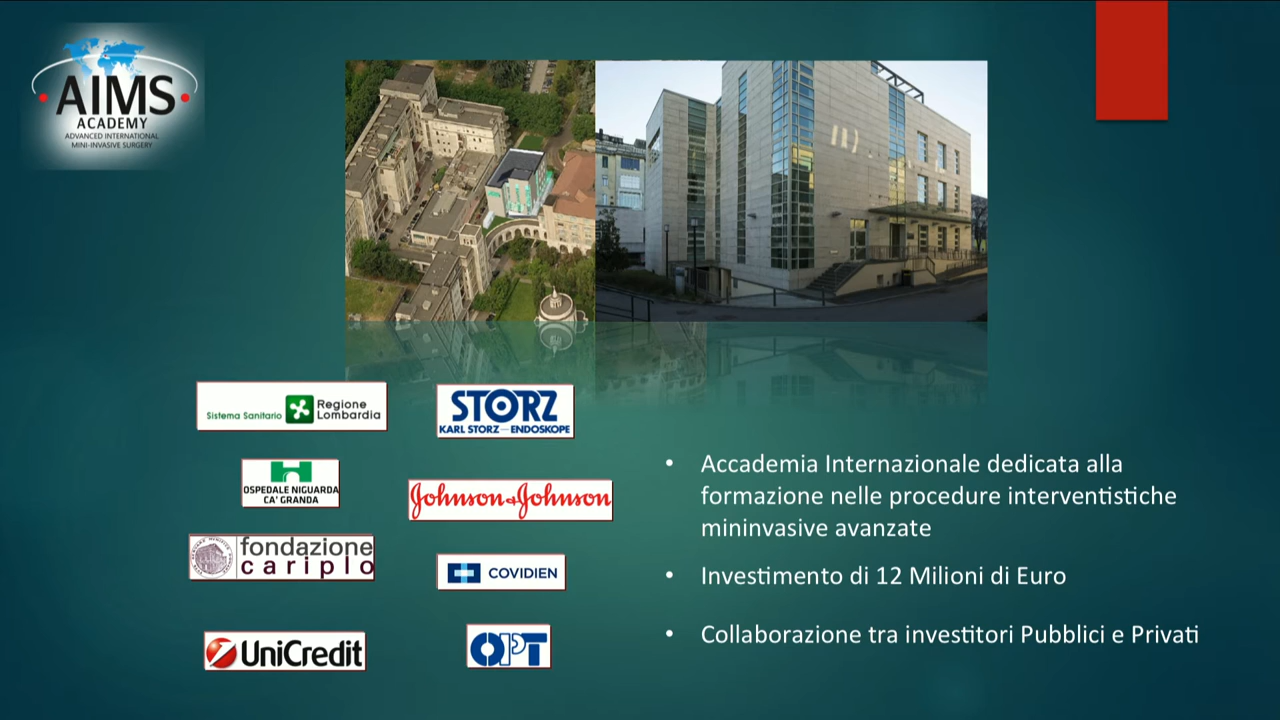 AIMS
ACADEMY
ADVANCED INTERNATIONAL
MINI-INVASIVE SURGERY
Sistema Sanitario
Regione
Lombardia
STORZ
KARL STORZ—ENDOSKOPE
OSPEDALE NIGUARDA
CA' GRANDA
Johnson & Johnson
fondazione
cariplo
COVIDIEN
UniCredit
OPT
• Accademia Internazionale dedicata alla
formazione nelle procedure interventistiche
mininvasive avanzate
• Investimento di 12 Milioni di Euro
• Collaborazione tra investitori Pubblici e Privati